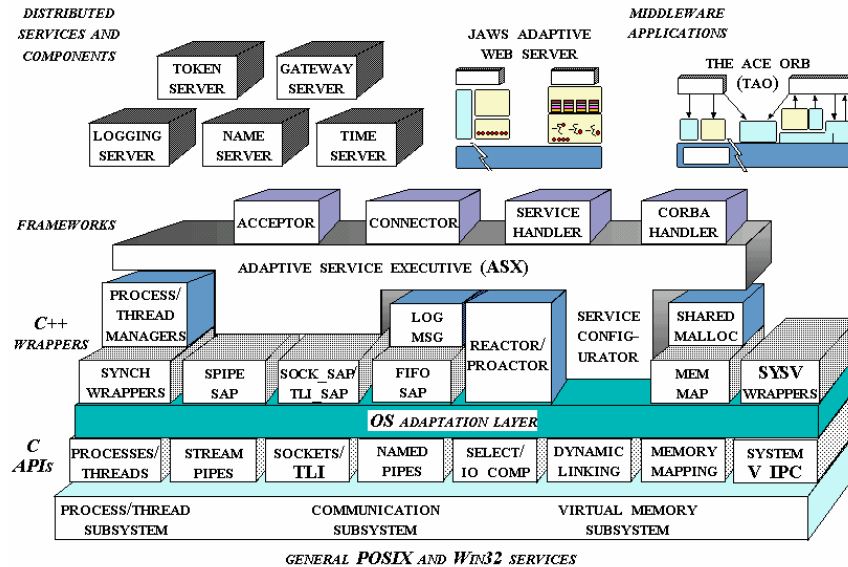 DISTRIBUTED
SERVICES AND
COMPONENTS
JAWS ADAPTIVE
WEB SERVER
MIDDLEWARE
APPLICATIONS
THE ACE ORB
(TAO)
TOKEN
SERVER
GATEWAY
SERVER
LOGGING
SERVER
NAME
SERVER
TIME
SERVER
FRAMEWORKS
ACCEPTOR
CONNECTOR
SERVICE
HANDLER
CORBA
HANDLER
ADAPTIVE SERVICE EXECUTIVE (ASX)
C++
WRAPPERS
PROCESS/
THREAD
MANAGERS
LOG
MSG
REACTOR/
PROACTOR
SERVICE
CONFIG-
URATOR
SHARED
MALLOC
SYNCH
WRAPPERS
SPIPE
SAP
SOCK_SAP/
TLI_SAP
FIFO
SAP
MEM
MAP
SYSV
WRAPPERS
OS ADAPTATION LAYER
C
APIs
PROCESSES/
THREADS
STREAM
PIPES
SOCKETS/
TLI
NAMED
PIPES
SELECT/
IO COMP
DYNAMIC
LINKING
MEMORY
MAPPING
SYSTEM
V IPC
PROCESS/THREAD
SUBSYSTEM
COMMUNICATION
SUBSYSTEM
VIRTUAL MEMORY
SUBSYSTEM
GENERAL POSIX AND WIN32 SERVICES